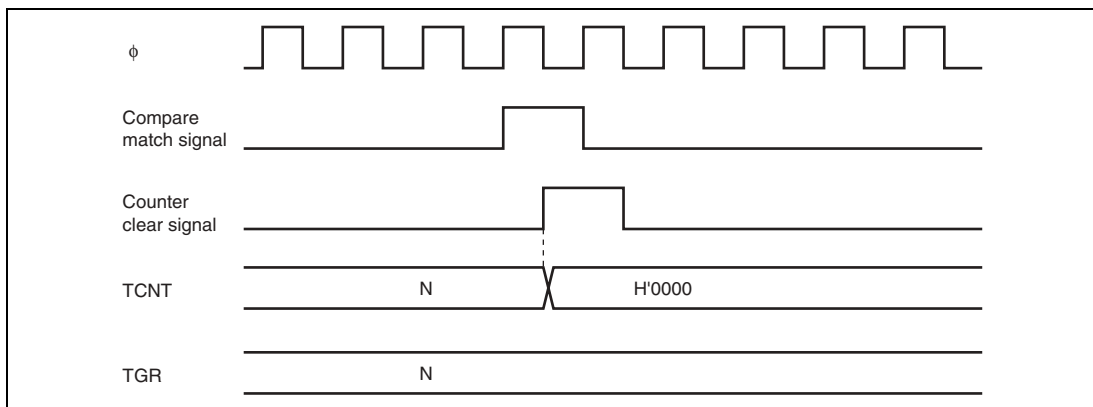 ϕ
Compare
match signal
Counter
clear signal
TCNT
N
H'0000
TGR
N